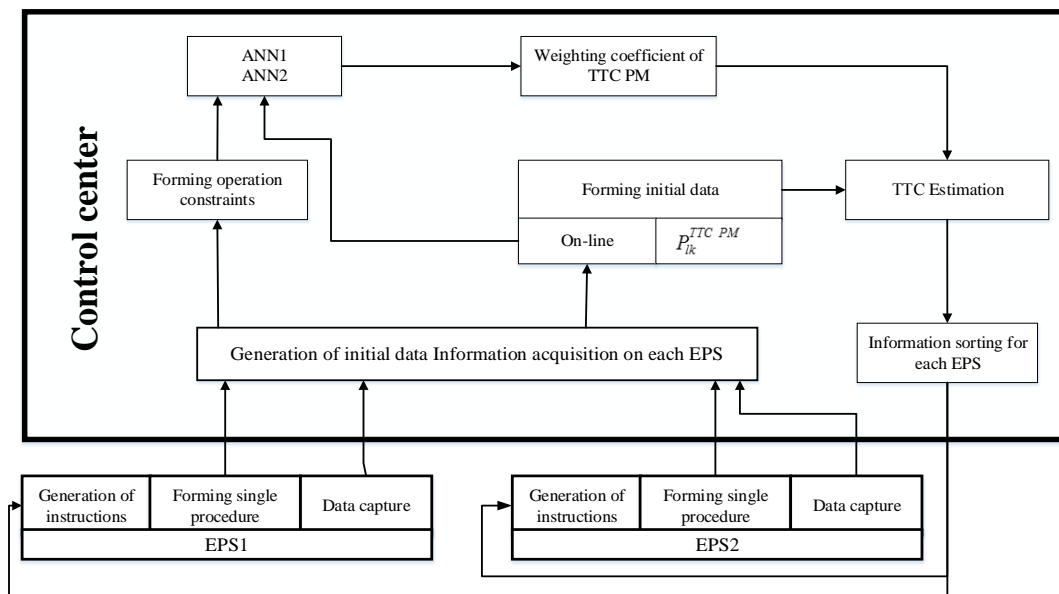 Control center
ANN1
ANN2
Weighting coefficient of
TTC PM
Forming operation
constraints
Forming initial data
On-line
P_{lk}^{TTC PM}
TTC Estimation
Generation of initial data Information acquisition on each EPS
Information sorting for
each EPS
Generation of
instructions
Forming single
procedure
Data capture
EPS1
Generation of
instructions
Forming single
procedure
Data capture
EPS2